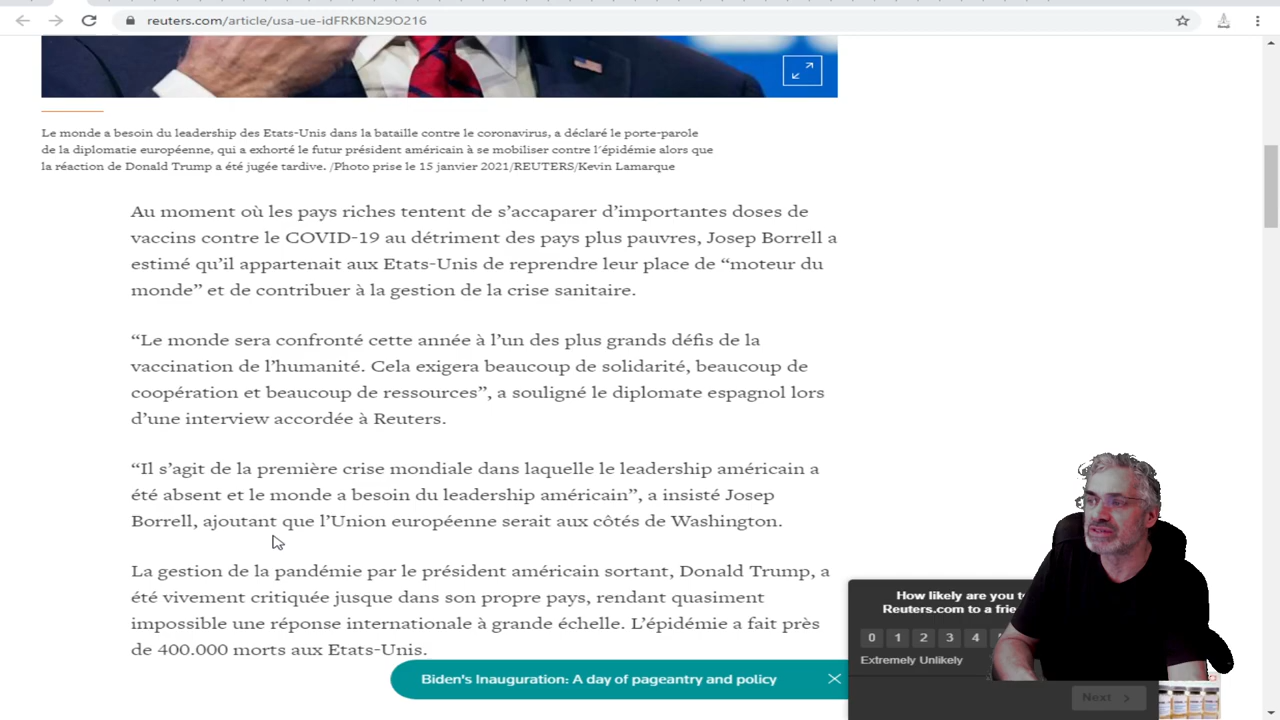 reuters.com/article/usa-ue-idFRKBN29O216
Le monde a besoin du leadership des Etats-Unis dans la bataille contre le coronavirus, a déclaré le porte-parole
de la diplomatie européenne, qui a exhorté le futur président américain à se mobiliser contre l'épidémie alors que
la réaction de Donald Trump a été jugée tardive. /Photo prise le 15 janvier 2021/REUTERS/Kevin Lamarque
Au moment où les pays riches tentent de s’accaparer d’importantes doses de
vaccins contre le COVID-19 au détriment des pays plus pauvres, Josep Borrell a
estimé qu’il appartenait aux Etats-Unis de reprendre leur place de “moteur du
monde” et de contribuer à la gestion de la crise sanitaire.
“Le monde sera confronté cette année à l’un des plus grands défis de la
vaccination de l’humanité. Cela exigera beaucoup de solidarité, beaucoup de
coopération et beaucoup de ressources”, a souligné le diplomate espagnol lors
d’une interview accordée à Reuters.
“Il s’agit de la première crise mondiale dans laquelle le leadership américain a
été absent et le monde a besoin du leadership américain”, a insisté Josep
Borrell, ajoutant que l’Union européenne serait aux côtés de Washington.
La gestion de la pandémie par le président américain sortant, Donald Trump, a
été vivement critiquée jusque dans son propre pays, rendant quasiment
impossible une réponse internationale à grande échelle. L’épidémie a fait près
de 400.000 morts aux Etats-Unis.
How likely are you to
Reuters.com to a frie
0 1 2 3 4
Extremely Unlikely
Biden's Inauguration: A day of pageantry and policy
Next >